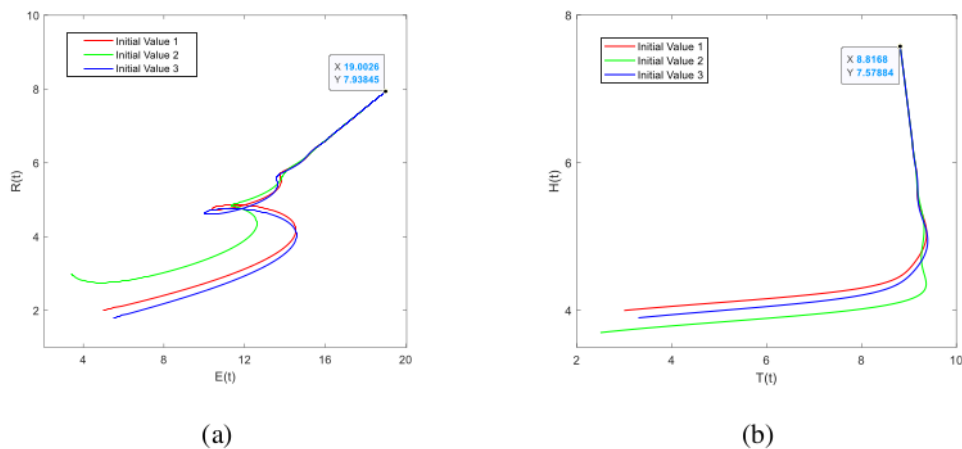 10
8
6
4
2
R(t)
Initial Value 1
Initial Value 2
Initial Value 3
X 19.0026
Y 7.93845
4
8
12
16
20
E(t)
(a)
8
6
4
H(t)
Initial Value 1
Initial Value 2
Initial Value 3
X 8.8168
Y 7.57884
2
4
6
8
10
T(t)
(b)